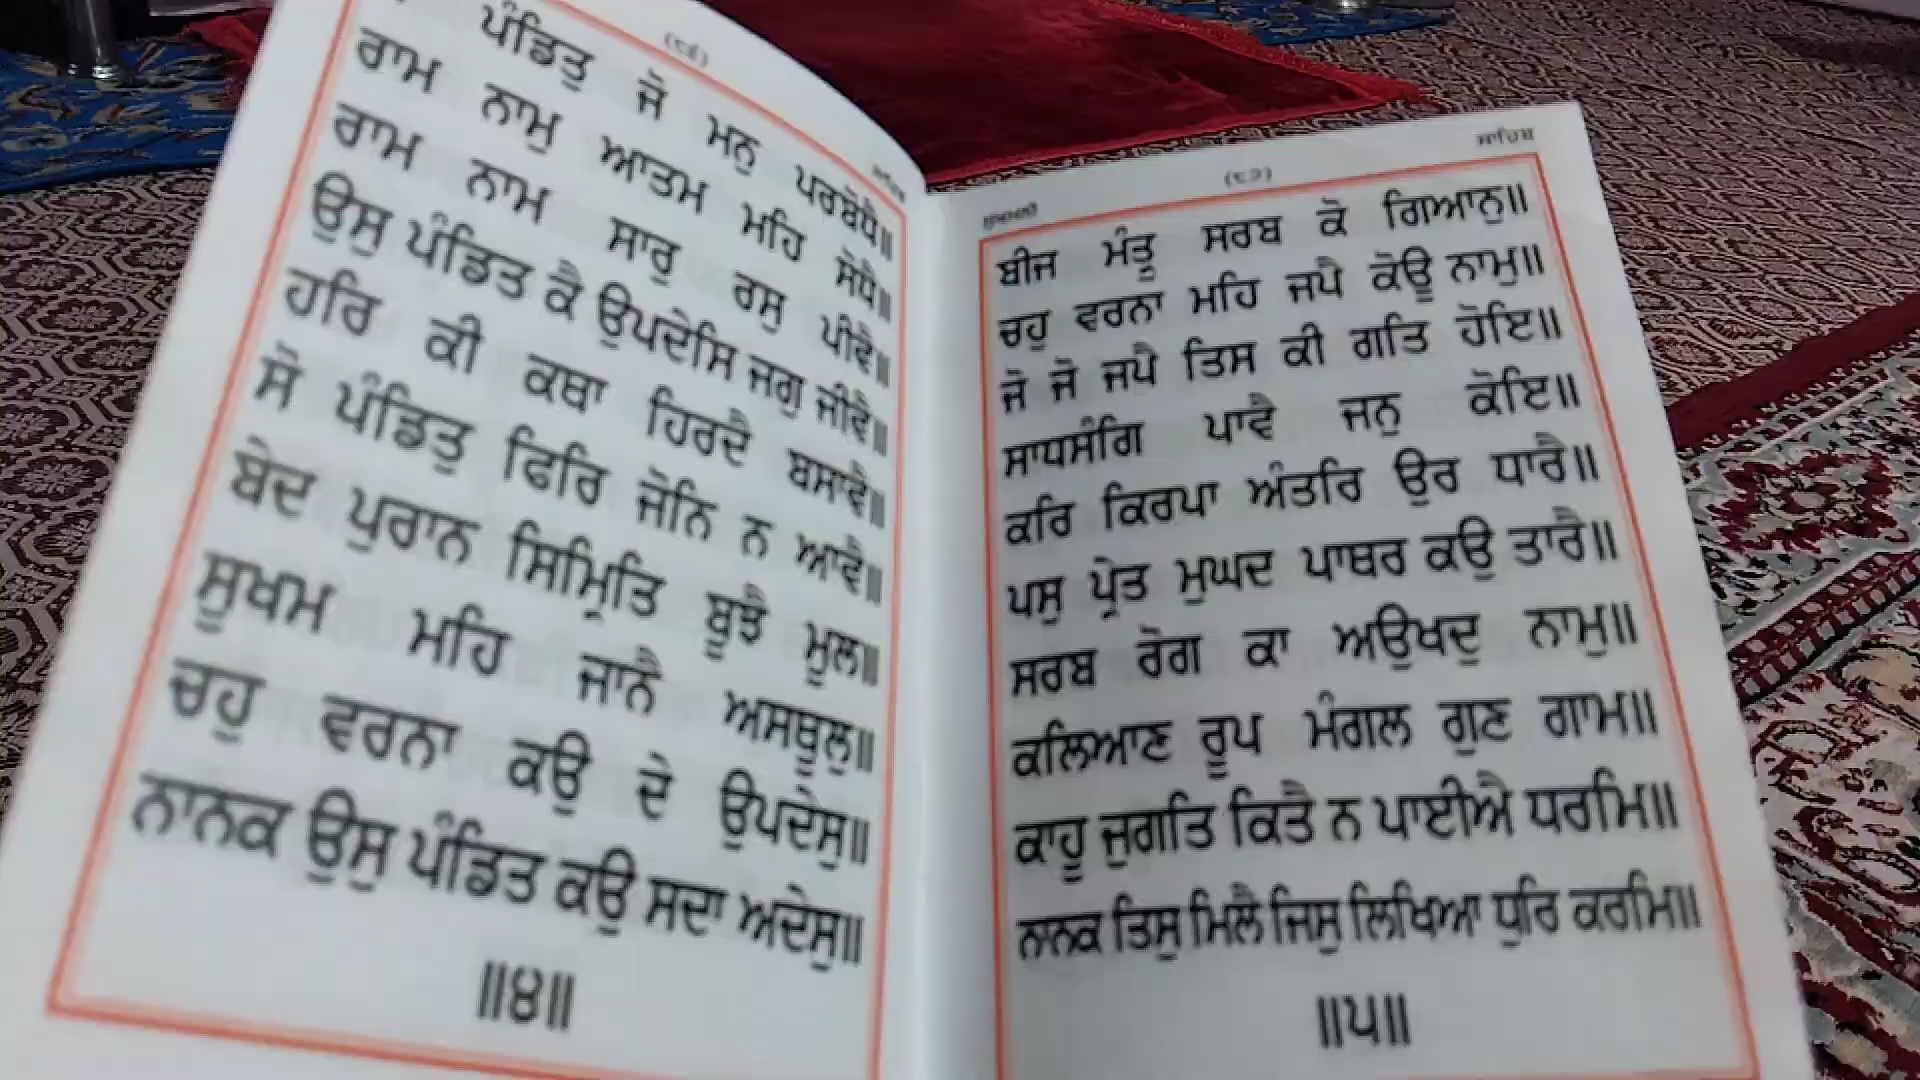 ਪੰਡਿਤੁ ਜੋ ਮਨੁ ਪਰਬੋਧੈ॥
ਰਾਮ ਨਾਮੁ ਆਤਮ ਮਹਿ ਸੋਧੈ॥
ਰਾਮ ਨਾਮ ਸਾਰੁ ਰਸੁ ਪੀਵੈ॥
ਉਸੁ ਪੰਡਿਤ ਕੈ ਉਪਦੇਸਿ ਜਗੁ ਜੀਵੈ॥
ਹਰਿ ਕੀ ਕਥਾ ਹਿਰਦੈ ਬਸਾਵੈ॥
ਸੋ ਪੰਡਿਤੁ ਫਿਰਿ ਜੋਨਿ ਨ ਆਵੈ॥
ਬੇਦ ਪੁਰਾਨ ਸਿਮ੍ਰਿਤਿ ਬੂਝੈ ਮੂਲ॥
ਸੂਖਮ ਮਹਿ ਜਾਨੈ ਅਸਥੂਲੁ॥
ਚਹੁ ਵਰਨਾ ਕਉ ਦੇ ਉਪਦੇਸੁ॥
ਨਾਨਕ ਉਸੁ ਪੰਡਿਤ ਕਉ ਸਦਾ ਅਦੇਸੁ॥
॥੪॥
ਸੁਖਮਨੀ (੮੭) ਸਾਹਿਬ
ਬੀਜ ਮੰਤ੍ਰੁ ਸਰਬ ਕੋ ਗਿਆਨੁ॥
ਚਹੁ ਵਰਨਾ ਮਹਿ ਜਪੈ ਕੋਊ ਨਾਮੁ॥
ਜੋ ਜੋ ਜਪੈ ਤਿਸ ਕੀ ਗਤਿ ਹੋਇ॥
ਸਾਧਸੰਗਿ ਪਾਵੈ ਜਨੁ ਕੋਇ॥
ਕਰਿ ਕਿਰਪਾ ਅੰਤਰਿ ਉਰ ਧਾਰੈ॥
ਪਸੁ ਪ੍ਰੇਤ ਮੁਘਦ ਪਾਥਰ ਕਉ ਤਾਰੈ॥
ਸਰਬ ਰੋਗ ਕਾ ਅਉਖਦੁ ਨਾਮੁ॥
ਕਲਿਆਣ ਰੂਪ ਮੰਗਲ ਗੁਣ ਗਾਮ॥
ਕਾਹੂ ਜੁਗਤਿ ਕਿਤੈ ਨ ਪਾਈਐ ਧਰਮਿ॥
ਨਾਨਕ ਤਿਸੁ ਮਿਲੈ ਜਿਸੁ ਲਿਖਿਆ ਧੁਰਿ ਕਰਮਿ॥
॥੫॥